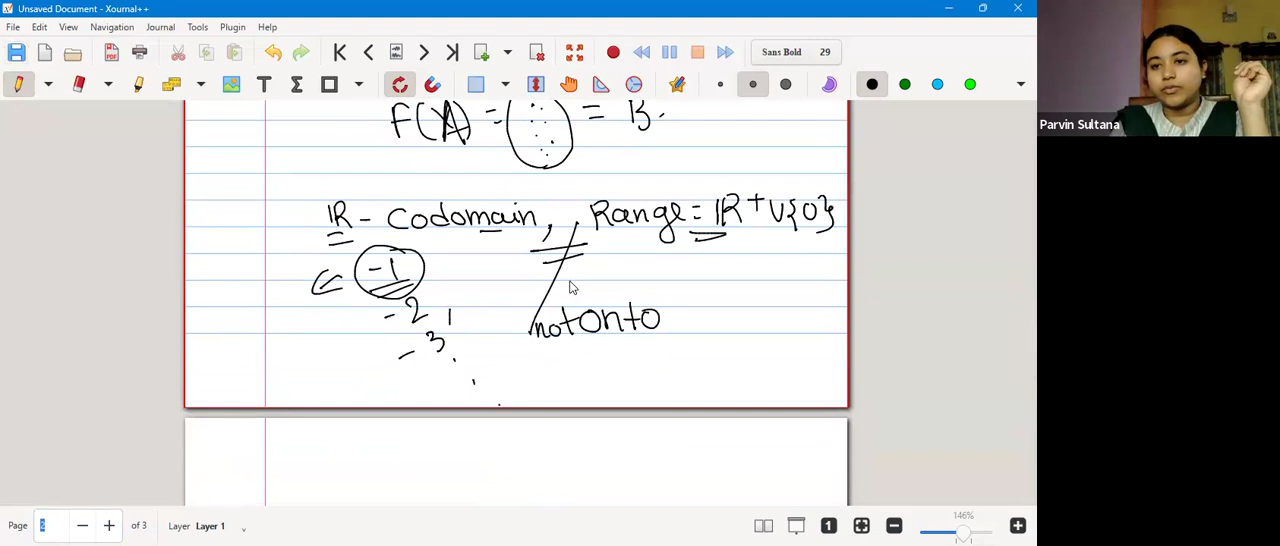 Unsaved Document - Xournal++
File Edit View Navigation Journal Tools Plugin Help
Sans Bold 29
Parvin Sultana
F(A) = = B.
IR - Codomain, Range = IR+ U{0}
-1
-2,
-3
not onto
Page 2 of 3 Layer Layer 1
146%